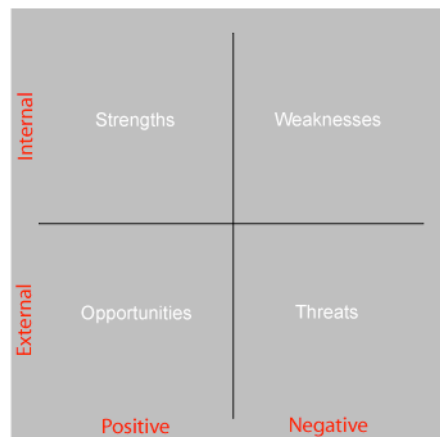 Internal
Strengths
Weaknesses
External
Opportunities
Threats
Positive
Negative